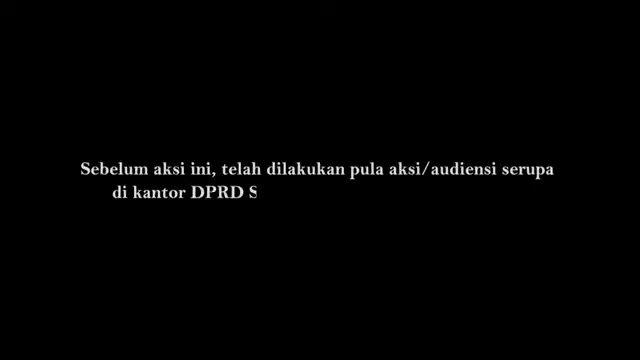 Sebelum aksi ini, telah dilakukan pula aksi/audiensi serupa
di kantor DPRD S